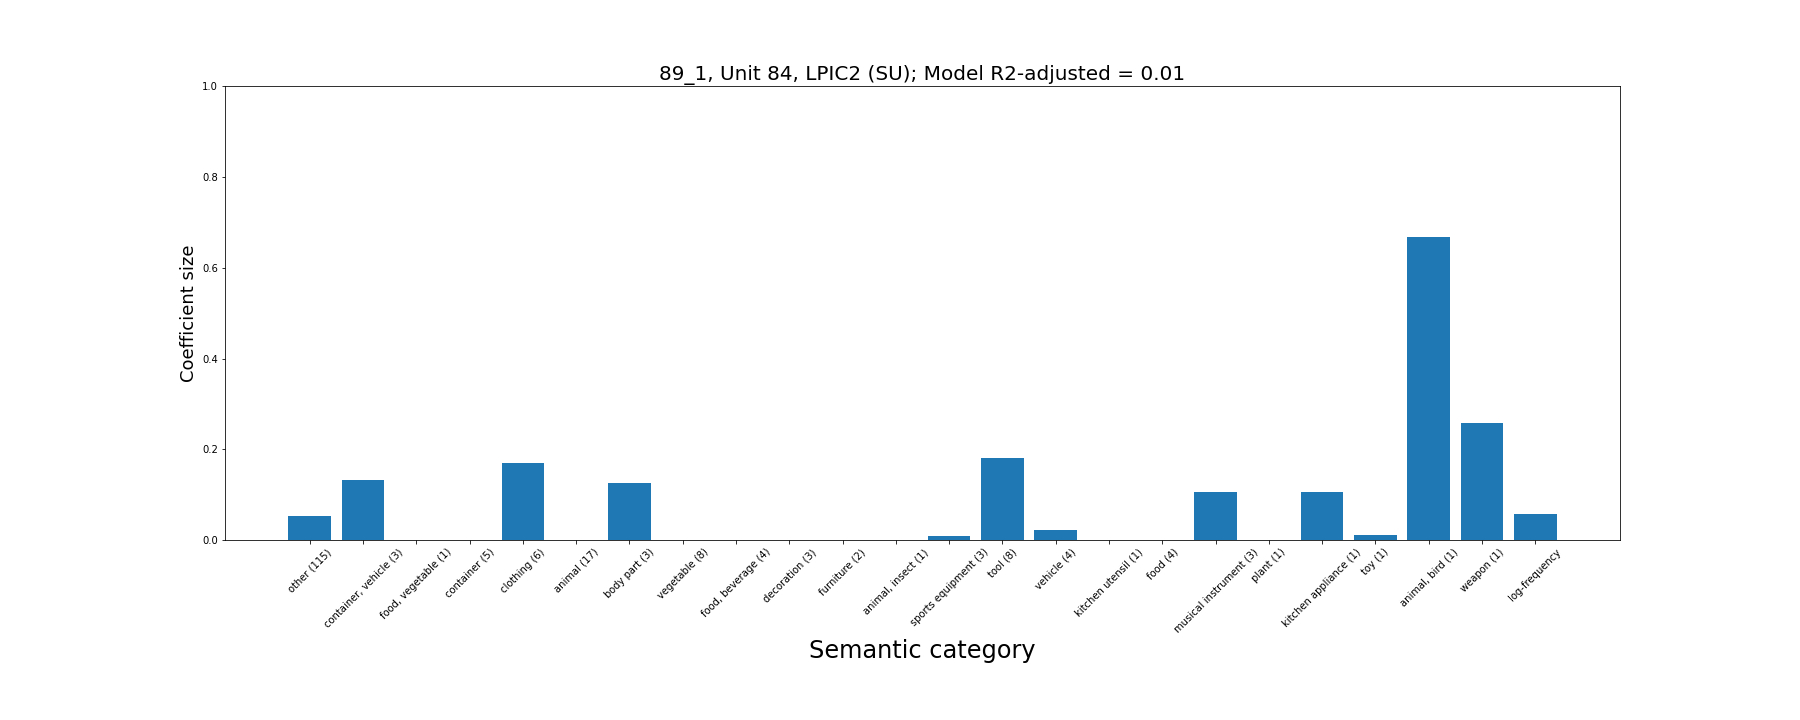 89_1, Unit 84, LPIC2 (SU); Model R2-adjusted = 0.01
1.0
0.8
0.6
0.4
0.2
0.0
Coefficient size
other (115)
container, vehicle (3)
food, vegetable (1)
container (5)
clothing (6)
animal (17)
body part (3)
vegetable (8)
food, beverage (4)
decoration (3)
furniture (2)
animal, insect (1)
sports equipment (3)
tool (8)
vehicle (4)
kitchen utensil (1)
food (4)
musical instrument (3)
plant (1)
kitchen appliance (1)
toy (1)
animal, bird (1)
weapon (1)
log-frequency
Semantic category